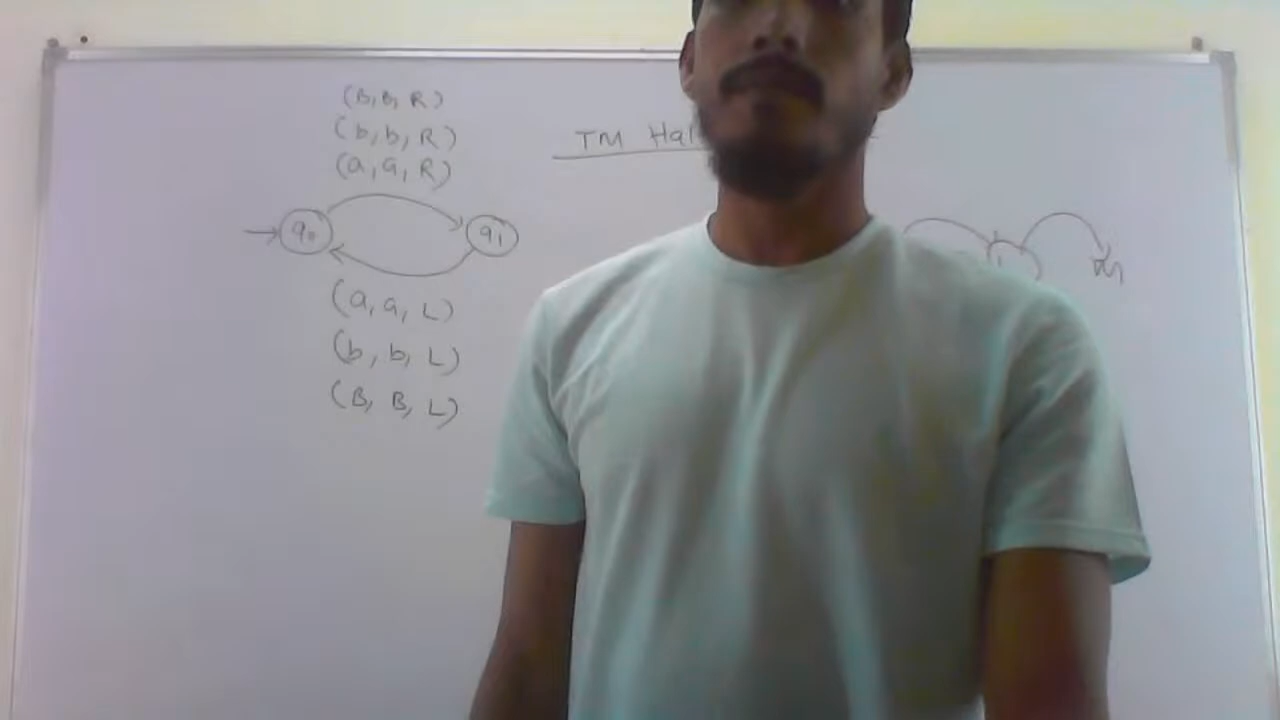 (B, B, R)
(b, b, R)
(a, a, R)
TM
q₀
q₁
(a, a, L)
(b, b, L)
(B, B, L)